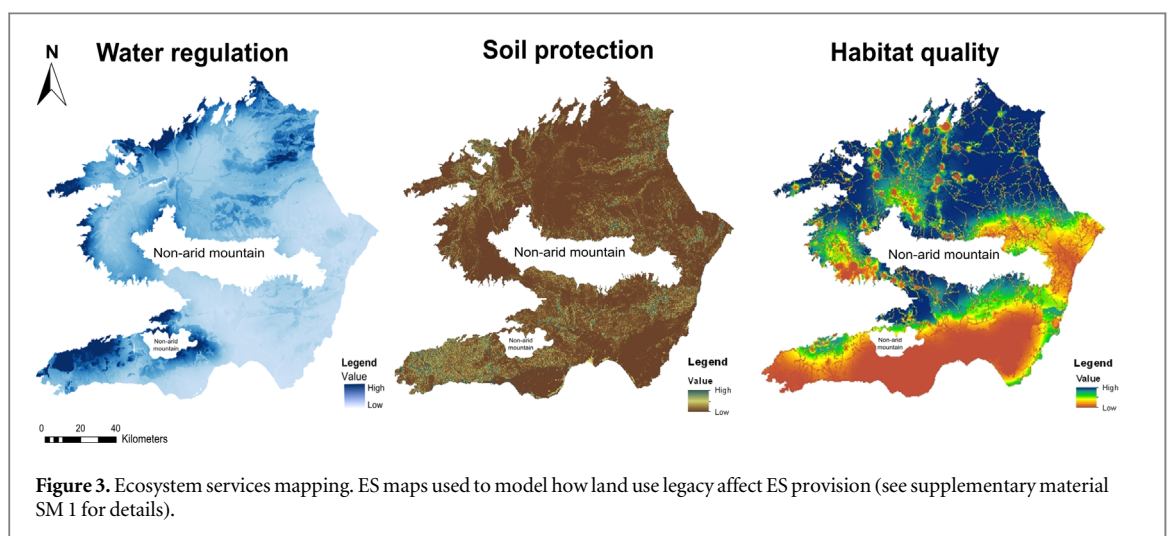 N
Water regulation
Soil protection
Habitat quality
Non-arid mountain
Non-arid
mountain
Legend
Value
High
Low
0 20 40
Kilometers
Non-arid mountain
Non-arid
mountain
Legend
Value
High
Low
Non-arid mountain
Non-arid
mountain
Legend
Value
High
Low
Figure 3. Ecosystem services mapping. ES maps used to model how land use legacy affect ES provision (see supplementary material
SM 1 for details).